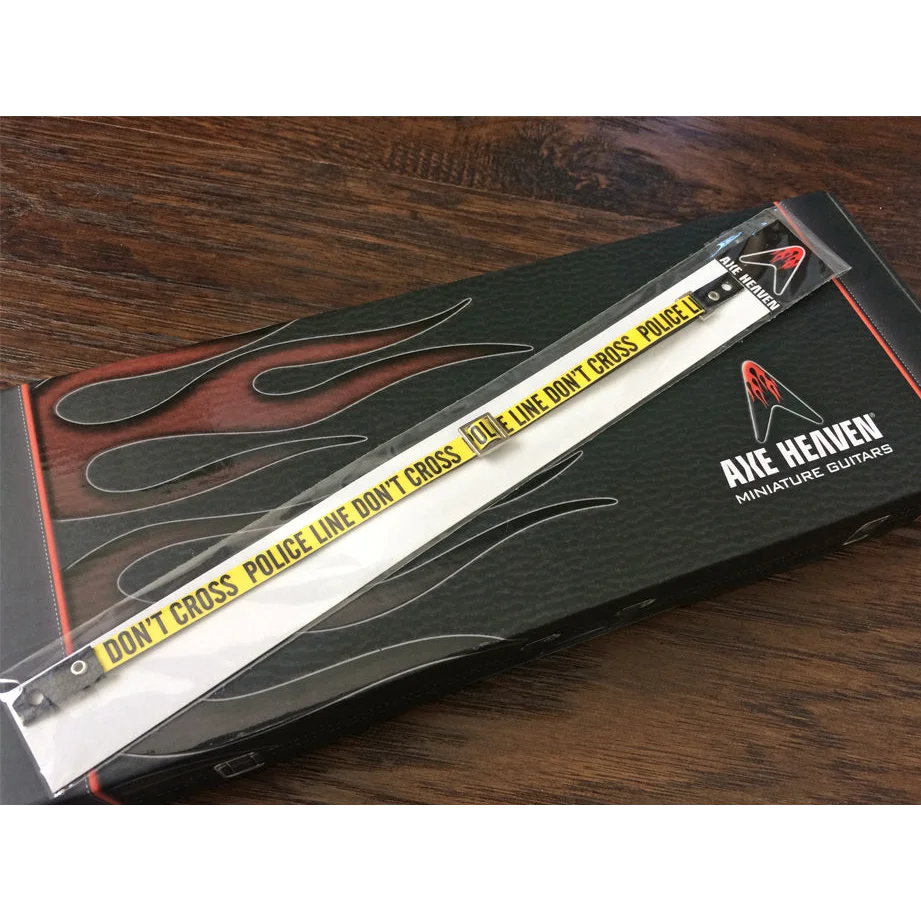 AXE HEAVEN
DON'T CROSS POLICE LINE DON'T CROSS POLICE LINE DON'T CROSS POLICE L
AXE HEAVEN®
MINIATURE GUITARS